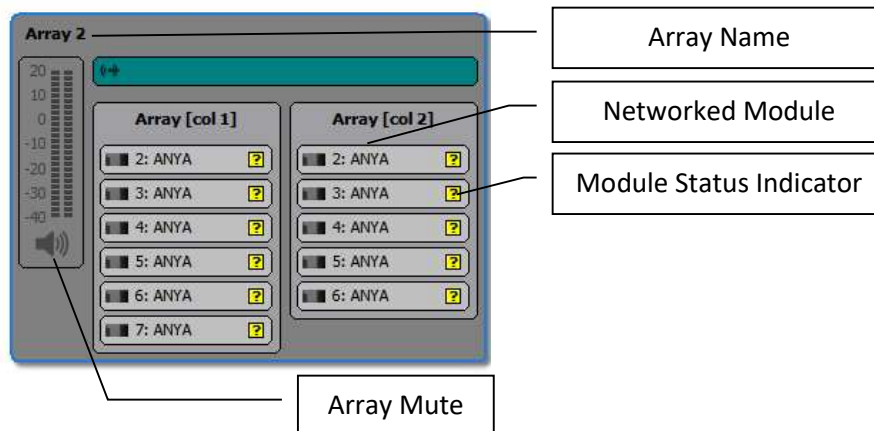 Array 2
Array Name
20
10
0
-10
-20
-30
-40
Array [col 1]
2: ANYA ?
3: ANYA ?
4: ANYA ?
5: ANYA ?
6: ANYA ?
7: ANYA ?
Array [col 2]
2: ANYA ?
3: ANYA ?
4: ANYA ?
5: ANYA ?
6: ANYA ?
Networked Module
Module Status Indicator
Array Mute